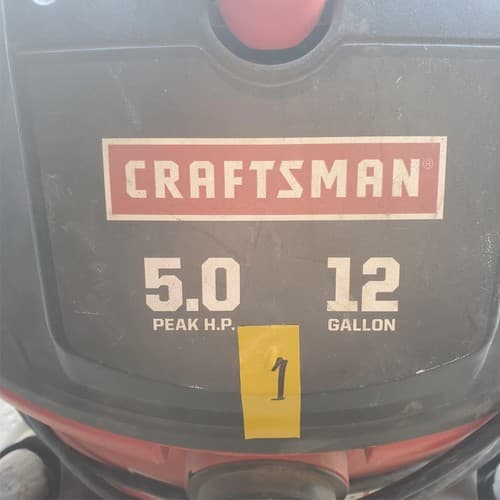 CRAFTSMAN®
5.0 12
PEAK H.P. GALLON
1